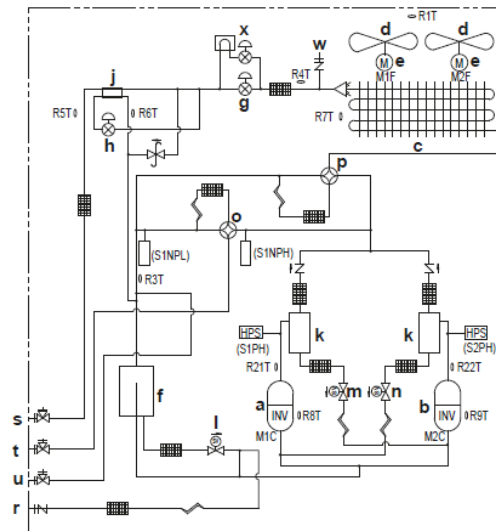 R1T
d d
x w
M e M e
M1F M2F
R4T
j g
R5T R6T R7T
h
c
p
o
(S1NPL) (S1NPH)
R3T
HPS k k HPS
(S1PH) (S2PH)
R21T R22T
f m n
a INV R8T b INV R9T
l
M1C M2C
s
t
u
r